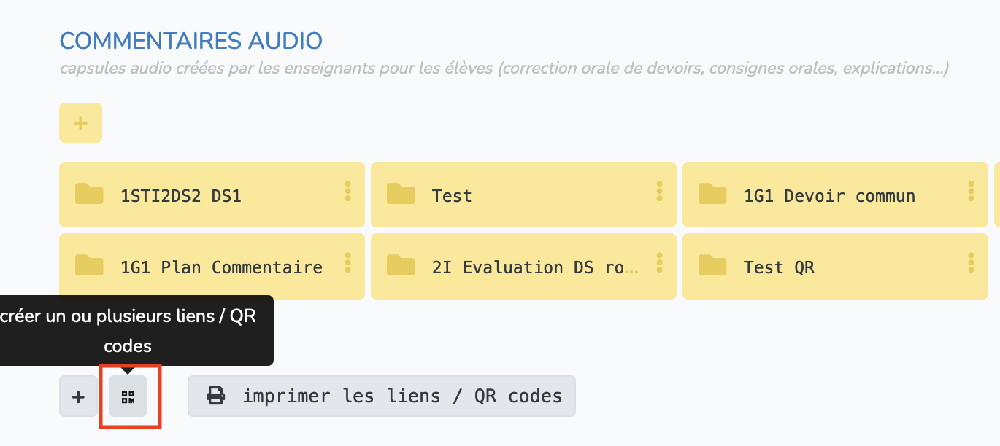 COMMENTAIRES AUDIO
capsules audio créées par les enseignants pour les élèves (correction orale de devoirs, consignes orales, explications...)
+
1STI2DS2 DS1
Test
1G1 Devoir commun
1G1 Plan Commentaire
2I Evaluation DS ro...
Test QR
créer un ou plusieurs liens / QR
codes
+
imprimer les liens / QR codes